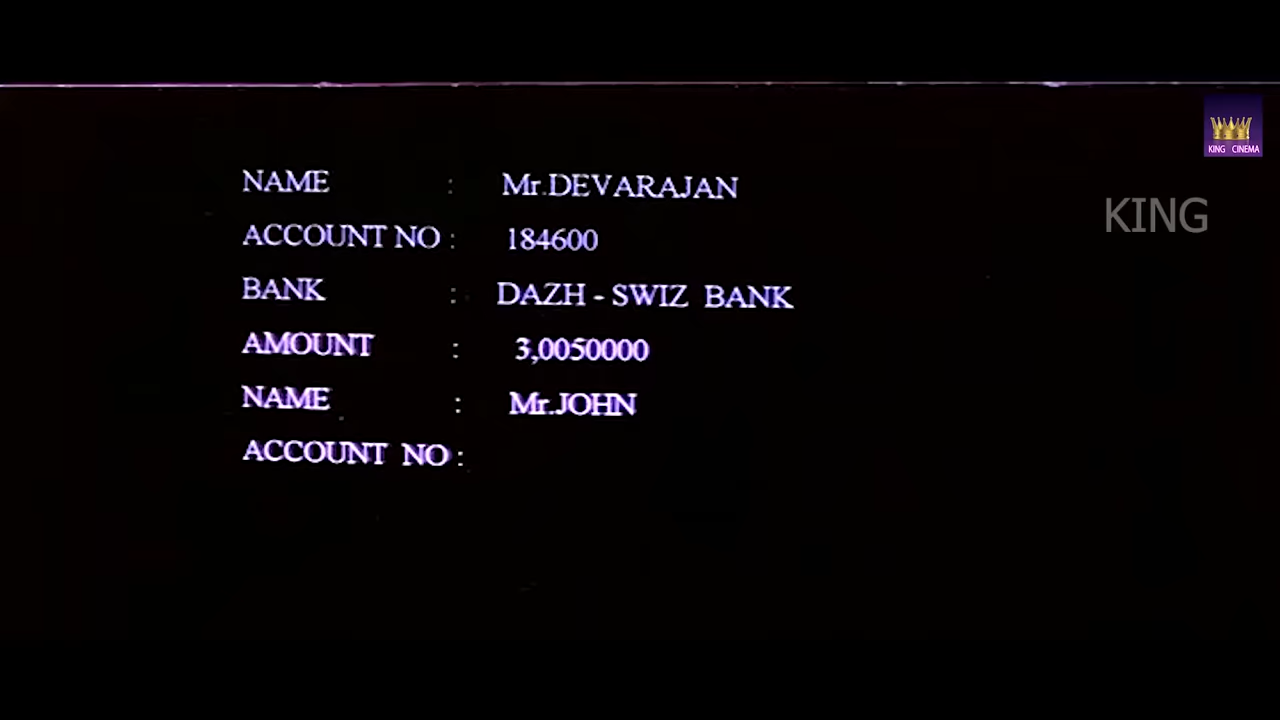 KING CINEMA
KING
NAME : Mr.DEVARAJAN
ACCOUNT NO : 184600
BANK : DAZH - SWIZ BANK
AMOUNT : 3,0050000
NAME : Mr.JOHN
ACCOUNT NO :